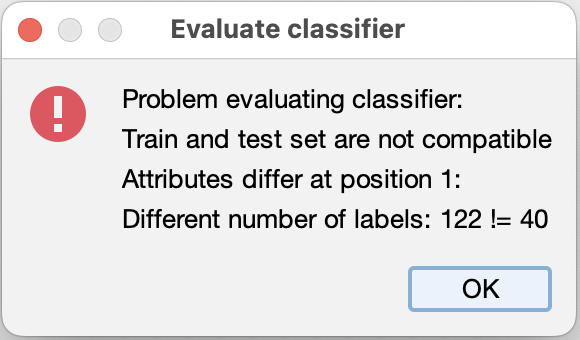 Evaluate classifier
Problem evaluating classifier:
Train and test set are not compatible
Attributes differ at position 1:
Different number of labels: 122 != 40
OK